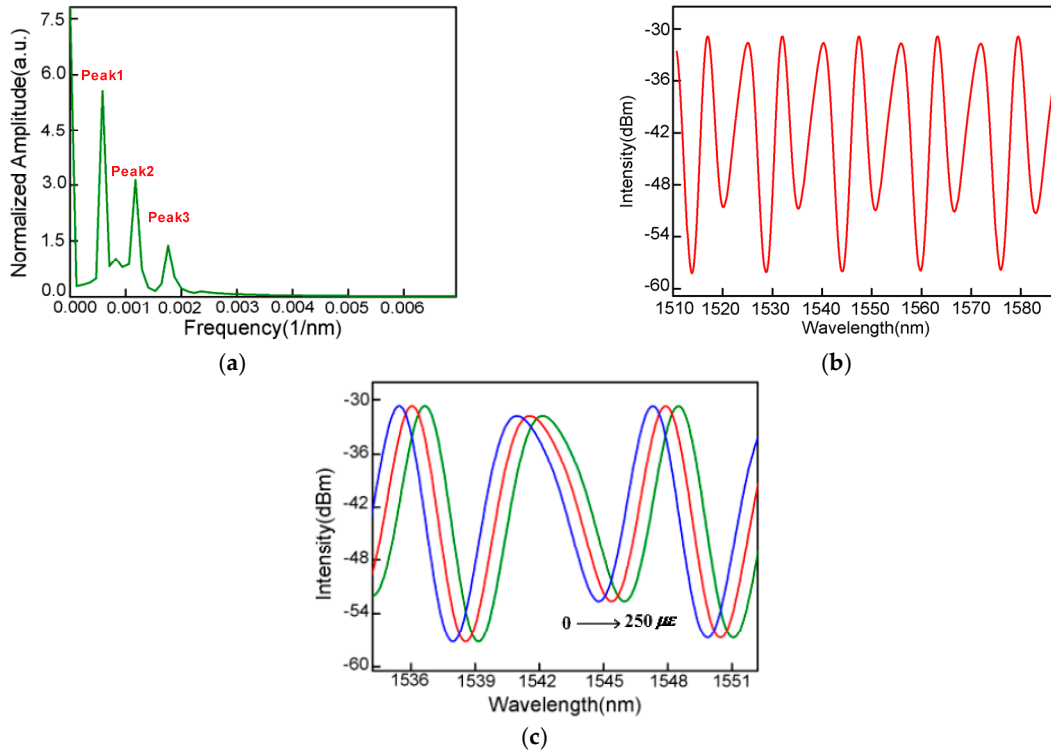 Normalized Amplitude(a.u.)
7.5
6.0
4.5
3.0
1.5
0.0
Peak1
Peak2
Peak3
0.000 0.001 0.002 0.003 0.004 0.005 0.006
Frequency(1/nm)
(a)
Intensity(dBm)
-30
-36
-42
-48
-54
-60
1510 1520 1530 1540 1550 1560 1570 1580
Wavelength(nm)
(b)
Intensity(dBm)
-30
-36
-42
-48
-54
-60
0 → 250 με
1536 1539 1542 1545 1548 1551
Wavelength(nm)
(c)